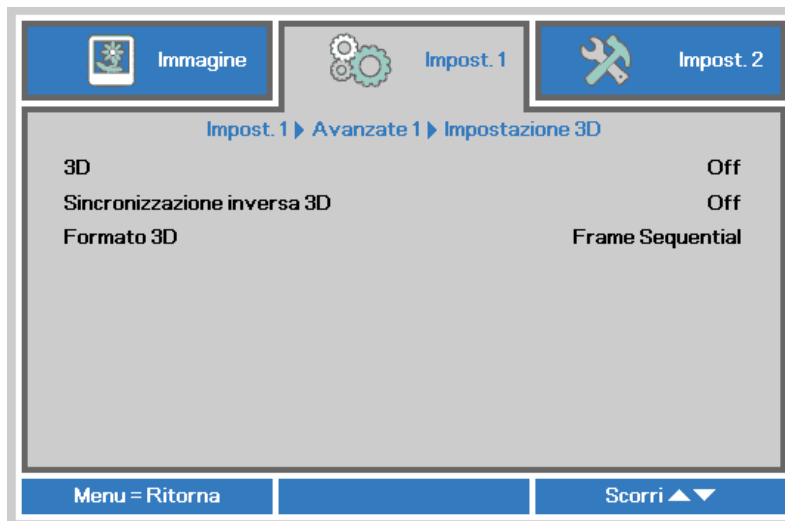 Immagine
Impost. 1
Impost. 2
Impost. 1 Avanzate 1 Impostazione 3D
3D Off
Sincronizzazione inversa 3D Off
Formato 3D Frame Sequential
Menu = Ritorna
Scorri